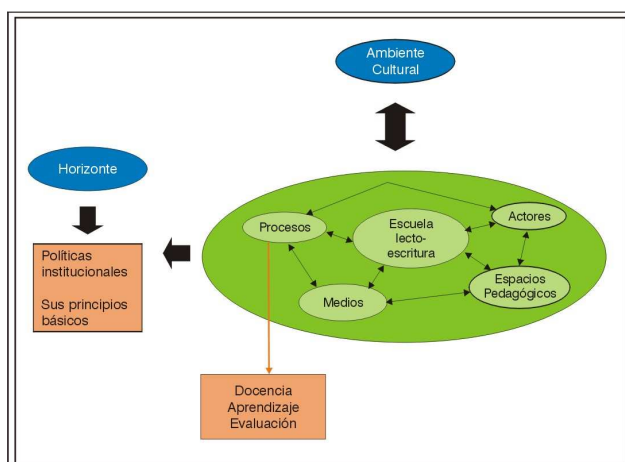 Ambiente
Cultural
Horizonte
Políticas
institucionales
Sus principios
básicos
Procesos
Escuela
lecto-
escritura
Actores
Medios
Espacios
Pedagógicos
Docencia
Aprendizaje
Evaluación